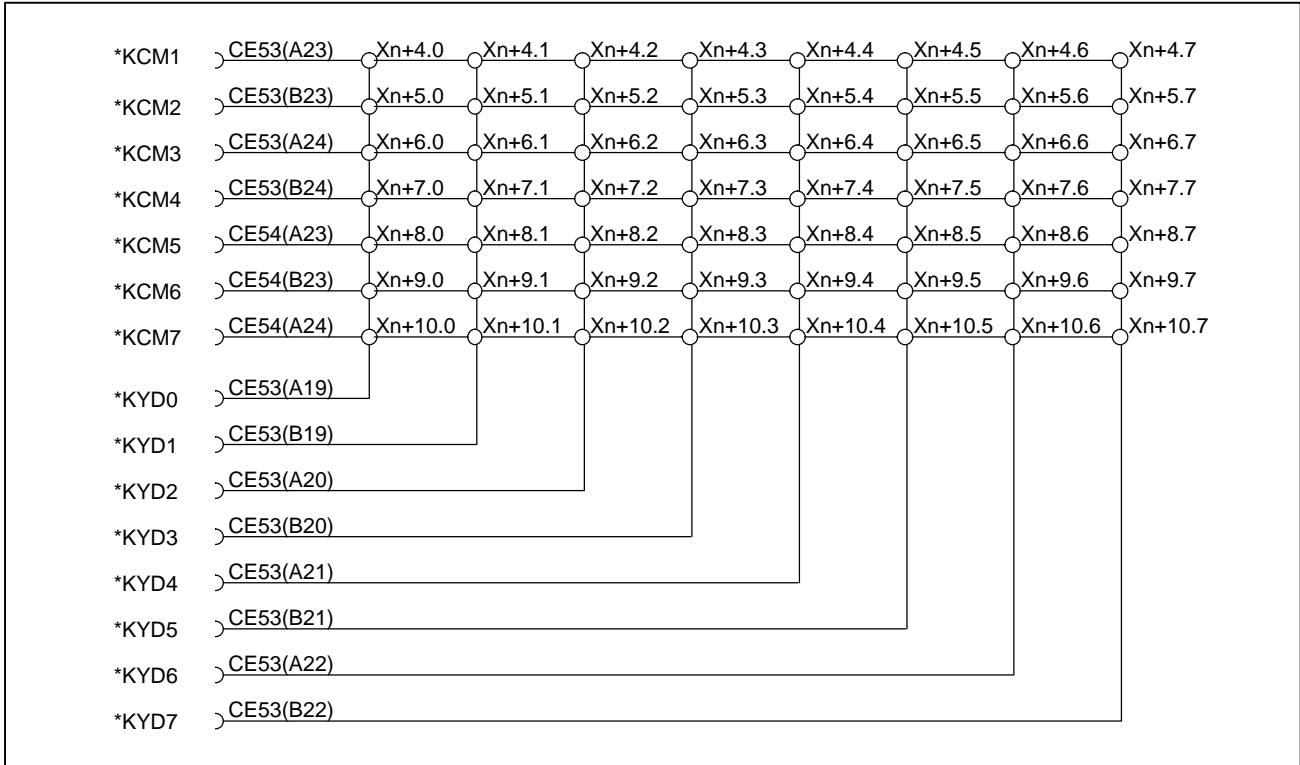 *KCM1 CE53(A23) Xn+4.0 Xn+4.1 Xn+4.2 Xn+4.3 Xn+4.4 Xn+4.5 Xn+4.6 Xn+4.7
*KCM2 CE53(B23) Xn+5.0 Xn+5.1 Xn+5.2 Xn+5.3 Xn+5.4 Xn+5.5 Xn+5.6 Xn+5.7
*KCM3 CE53(A24) Xn+6.0 Xn+6.1 Xn+6.2 Xn+6.3 Xn+6.4 Xn+6.5 Xn+6.6 Xn+6.7
*KCM4 CE53(B24) Xn+7.0 Xn+7.1 Xn+7.2 Xn+7.3 Xn+7.4 Xn+7.5 Xn+7.6 Xn+7.7
*KCM5 CE54(A23) Xn+8.0 Xn+8.1 Xn+8.2 Xn+8.3 Xn+8.4 Xn+8.5 Xn+8.6 Xn+8.7
*KCM6 CE54(B23) Xn+9.0 Xn+9.1 Xn+9.2 Xn+9.3 Xn+9.4 Xn+9.5 Xn+9.6 Xn+9.7
*KCM7 CE54(A24) Xn+10.0 Xn+10.1 Xn+10.2 Xn+10.3 Xn+10.4 Xn+10.5 Xn+10.6 Xn+10.7
*KYD0 CE53(A19)
*KYD1 CE53(B19)
*KYD2 CE53(A20)
*KYD3 CE53(B20)
*KYD4 CE53(A21)
*KYD5 CE53(B21)
*KYD6 CE53(A22)
*KYD7 CE53(B22)